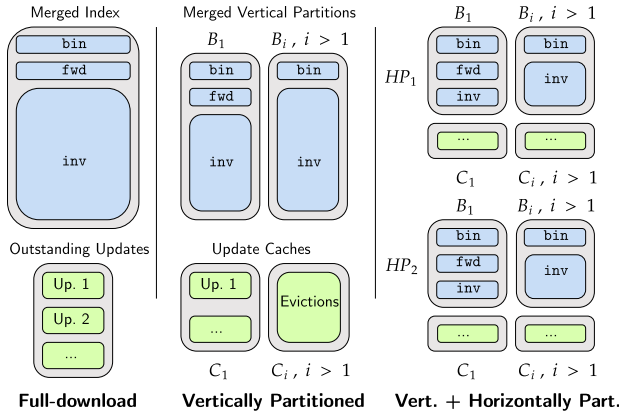 Merged Index
bin
fwd
inv
Outstanding Updates
Up. 1
Up. 2
...
Full-download
Merged Vertical Partitions
B1
Bi , i > 1
bin
fwd
inv
bin
inv
Update Caches
Up. 1
...
Evictions
C1
Ci , i > 1
Vertically Partitioned
B1
Bi , i > 1
HP1
bin
fwd
inv
bin
inv
...
...
C1
Ci , i > 1
B1
Bi , i > 1
HP2
bin
fwd
inv
bin
inv
...
...
C1
Ci , i > 1
Vert. + Horizontally Part.